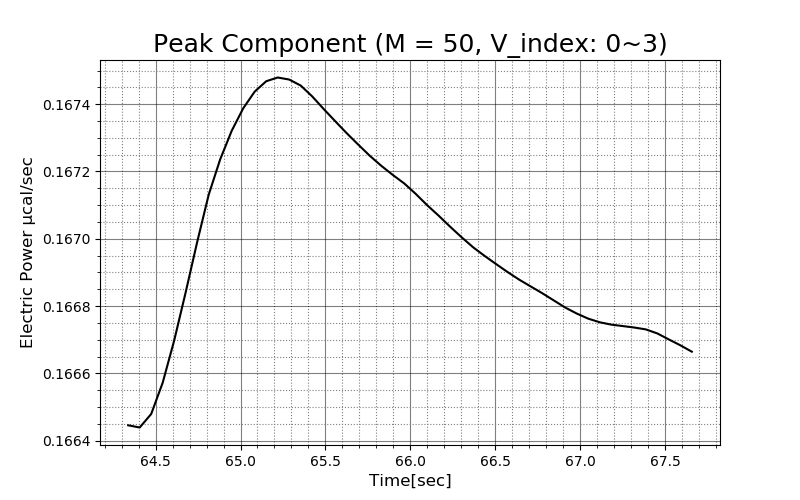 Peak Component (M = 50, V_index: 0~3)
0.1674
0.1672
0.1670
0.1668
0.1666
0.1664
Electric Power μcal/sec
64.5 65.0 65.5 66.0 66.5 67.0 67.5
Time[sec]